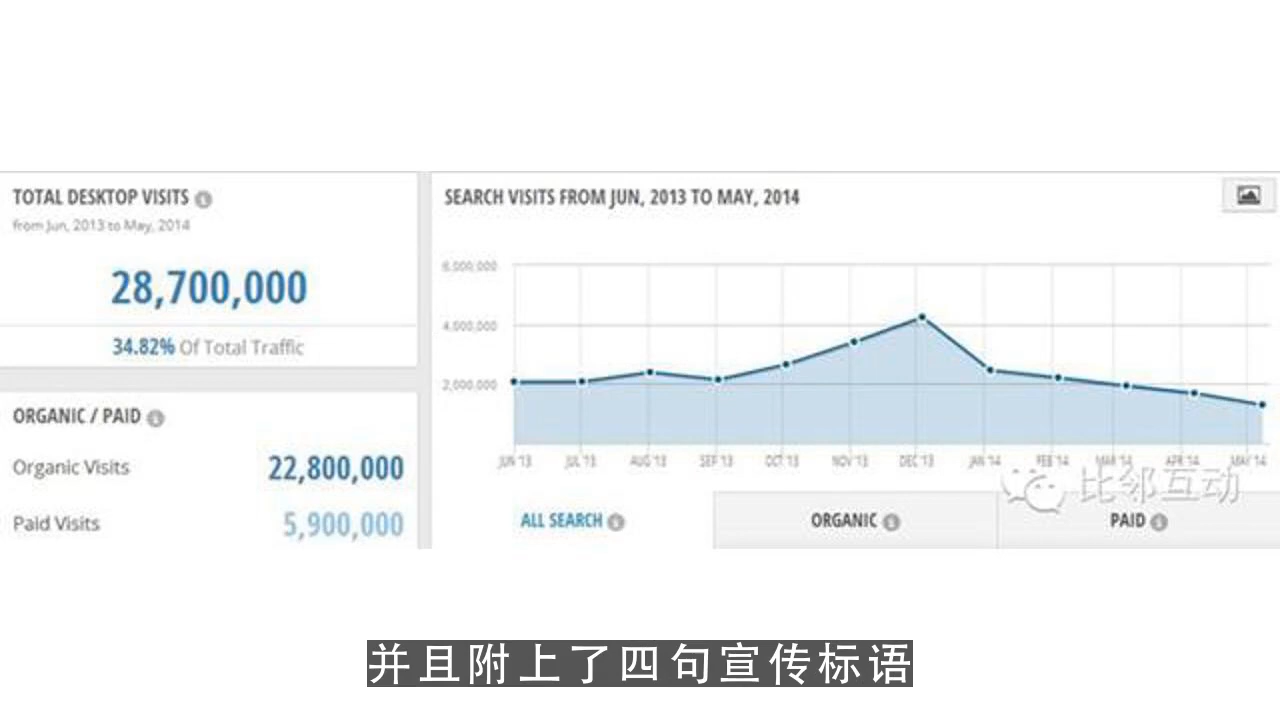 TOTAL DESKTOP VISITS
from Jun, 2013 to May, 2014
28,700,000
34.82% Of Total Traffic
ORGANIC / PAID
Organic Visits 22,800,000
Paid Visits 5,900,000
SEARCH VISITS FROM JUN, 2013 TO MAY, 2014
6,000,000
4,000,000
2,000,000
JUN '13 JUL '13 AUG '13 SEP '13 OCT '13 NOV '13 DEC '13 JAN '14 FEB '14 MAR '14 APR '14 MAY '14
比邻互动
ALL SEARCH ORGANIC PAID
并且附上了四句宣传标语